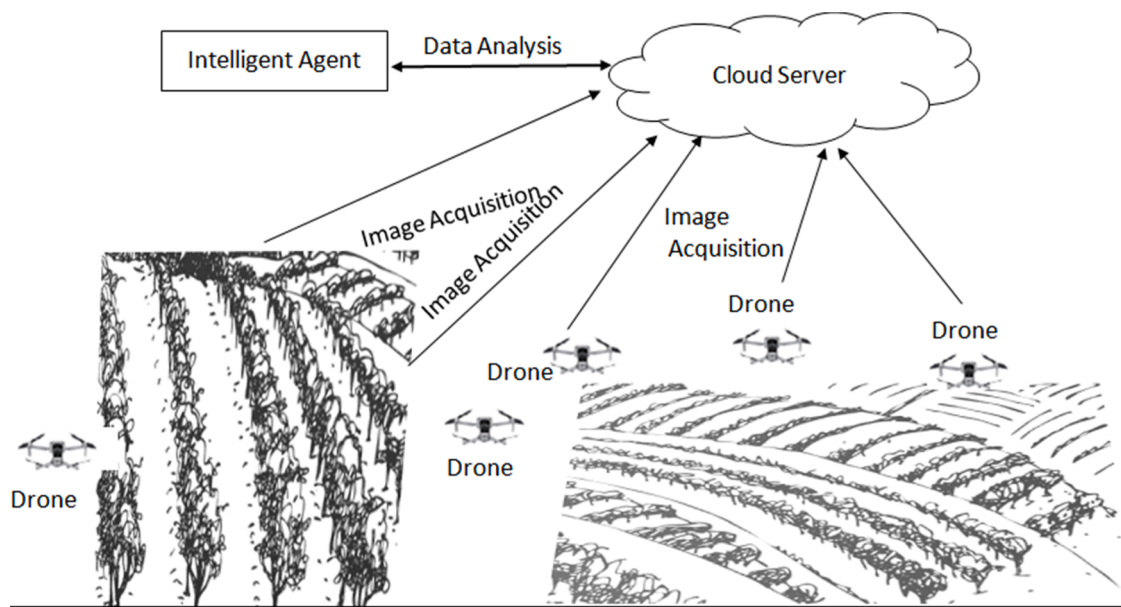 Data Analysis
Intelligent Agent
Cloud Server
Image Acquisition
Image Acquisition
Image
Acquisition
Drone
Drone
Drone
Drone
Drone